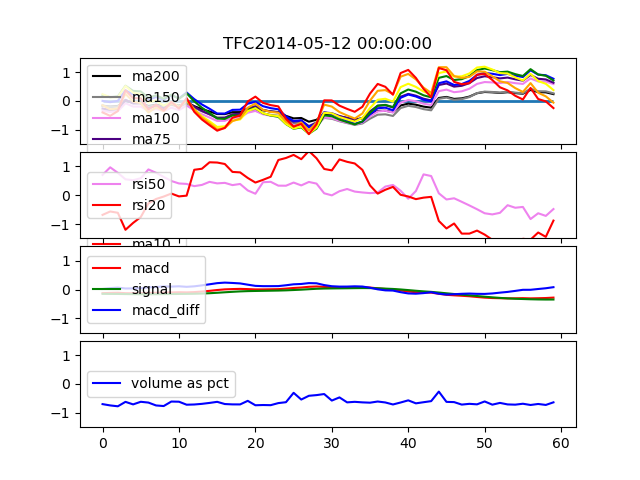 TFC2014-05-12 00:00:00
1
0
−1
ma200
ma150
ma100
ma75
1
0
−1
rsi50
rsi20
ma10
1
0
−1
macd
signal
macd_diff
1
0
−1
volume as pct
0 10 20 30 40 50 60